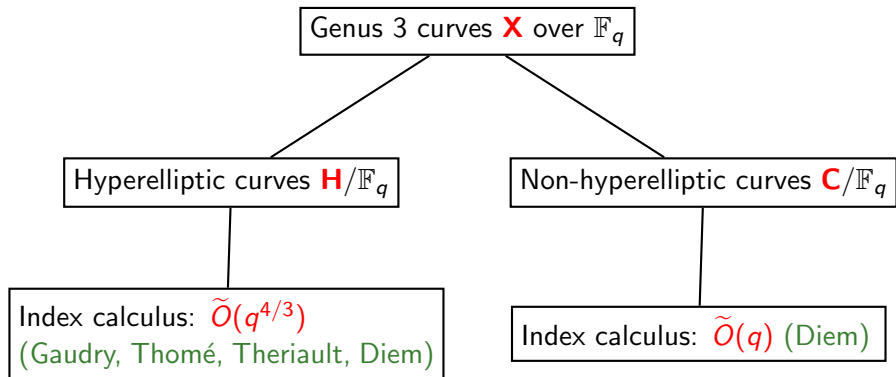 Genus 3 curves X over 𝔽_q
Hyperelliptic curves H/𝔽_q
Non-hyperelliptic curves C/𝔽_q
Index calculus: Õ(q^{4/3})
(Gaudry, Thomé, Theriault, Diem)
Index calculus: Õ(q) (Diem)